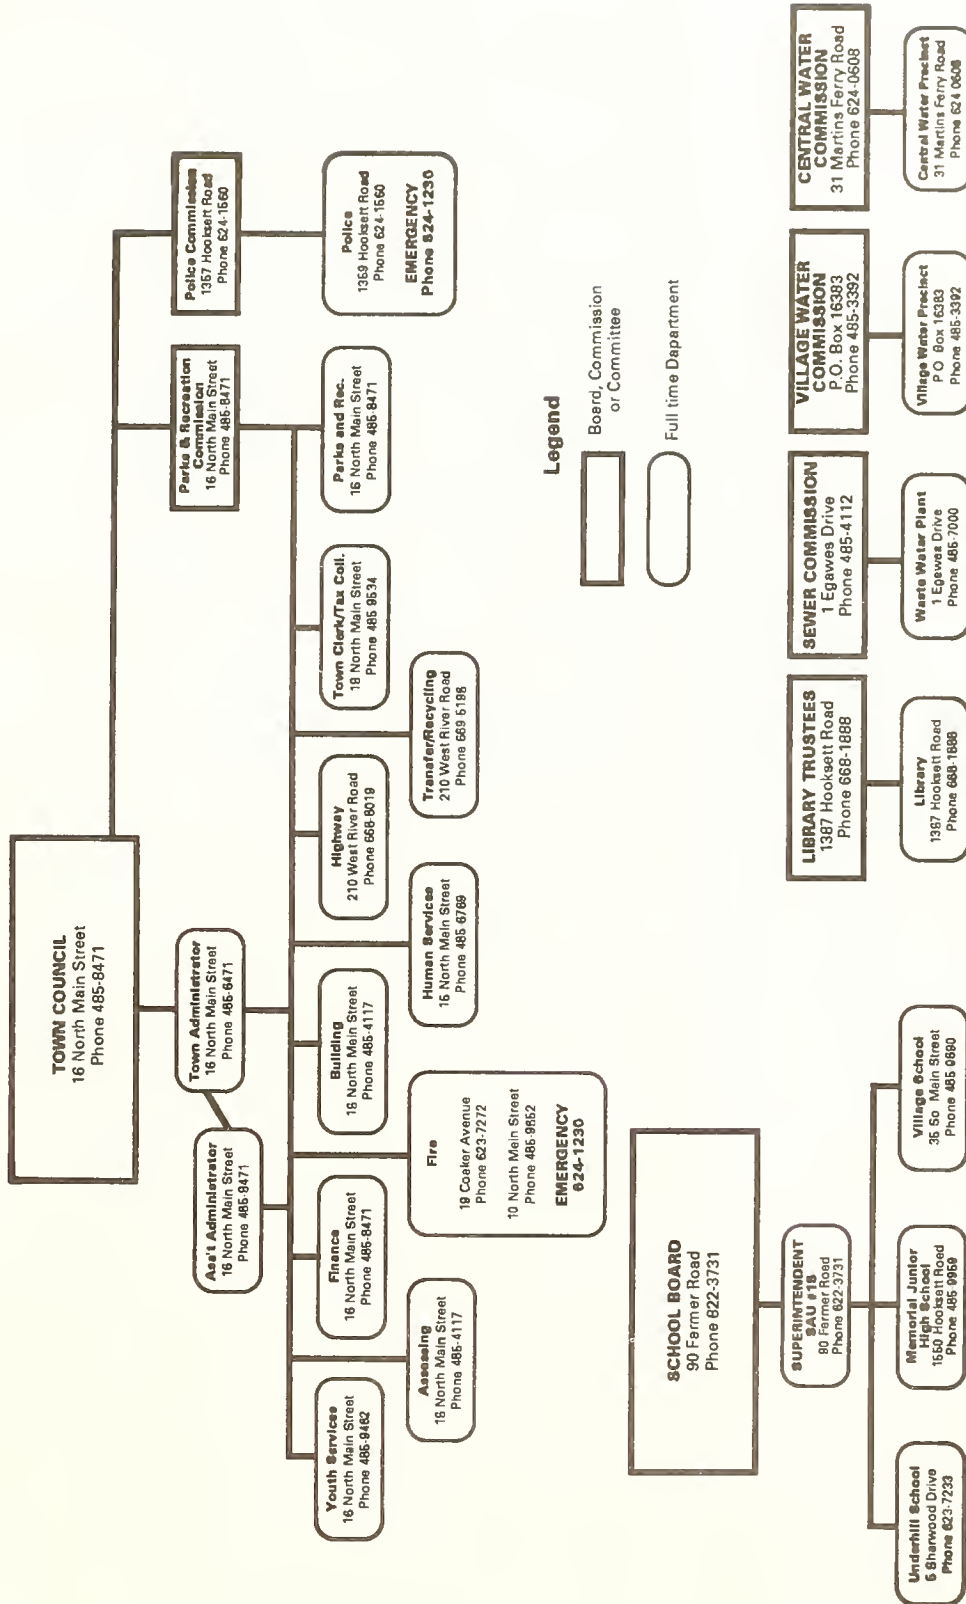 TOWN COUNCIL
16 North Main Street
Phone 485-8471
Ass't Administrator
16 North Main Street
Phone 485-8471
Town Administrator
16 North Main Street
Phone 485-8471
Parks & Recreation
Commission
16 North Main Street
Phone 485-8471
Police Commission
1357 Hooksett Road
Phone 624-1560
Youth Services
16 North Main Street
Phone 485-9462
Finance
16 North Main Street
Phone 485-8471
Building
16 North Main Street
Phone 485-4117
Highway
210 West River Road
Phone 668-8019
Town Clerk/Tax Coll.
16 North Main Street
Phone 485 9534
Parks and Rec.
16 North Main Street
Phone 485-8471
Police
1359 Hooksett Road
Phone 624-1560
EMERGENCY
Phone 624-1230
Assessing
16 North Main Street
Phone 485-4117
Fire
19 Coaker Avenue
Phone 623-7272
10 North Main Street
Phone 485-9852
EMERGENCY
624-1230
Human Services
16 North Main Street
Phone 485-8769
Transfer/Recycling
210 West River Road
Phone 669 5198
Legend
Board, Commission
or Committee
Full time Department
SCHOOL BOARD
90 Farmer Road
Phone 622-3731
SUPERINTENDENT
SAU #15
90 Farmer Road
Phone 622-3731
Underhill School
5 Sherwood Drive
Phone 623-7233
Memorial Junior
High School
1550 Hooksett Road
Phone 485 9959
Village School
35 So Main Street
Phone 485 9890
LIBRARY TRUSTEES
1387 Hooksett Road
Phone 668-1888
SEWER COMMISSION
1 Egawes Drive
Phone 485-4112
VILLAGE WATER
COMMISSION
P.O. Box 16383
Phone 485-3392
CENTRAL WATER
COMMISSION
31 Martins Ferry Road
Phone 624-0608
Library
1387 Hooksett Road
Phone 668-1888
Waste Water Plant
1 Egawes Drive
Phone 485-7000
Village Water Precinct
P O Box 16383
Phone 485-3392
Central Water Precinct
31 Martins Ferry Road
Phone 624 0608